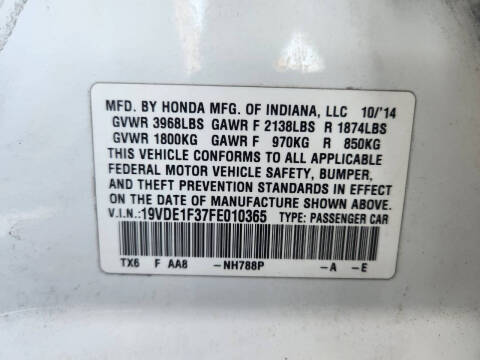 MFD. BY HONDA MFG. OF INDIANA, LLC 10/'14
GVWR 3968LBS GAWR F 2138LBS R 1874LBS
GVWR 1800KG GAWR F 970KG R 850KG
THIS VEHICLE CONFORMS TO ALL APPLICABLE
FEDERAL MOTOR VEHICLE SAFETY, BUMPER,
AND THEFT PREVENTION STANDARDS IN EFFECT
ON THE DATE OF MANUFACTURE SHOWN ABOVE.
V.I.N.: 19VDE1F37FE010365 TYPE: PASSENGER CAR
TX6 F AA8 -NH788P -A -E